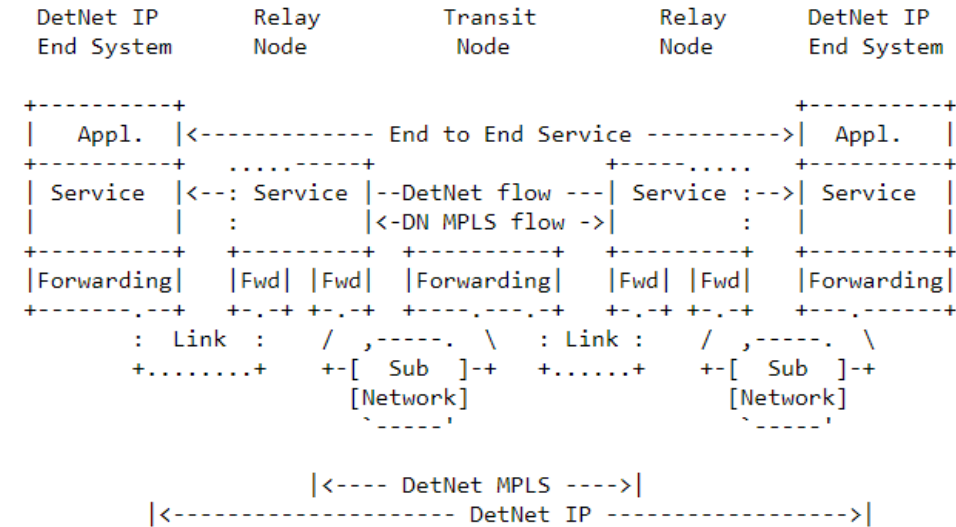 DetNet IP Relay Transit Relay DetNet IP
End System Node Node Node End System
Appl. |<------------- End to End Service ---------->| Appl.
Service |<--: Service |--DetNet flow ---| Service :-->| Service
|<-DN MPLS flow ->|
|Forwarding| |Fwd| |Fwd| |Forwarding| |Fwd| |Fwd| |Forwarding|
: Link : / ,-----. \ : Link : / ,-----. \
+........+ +-[ Sub ]-+ +......+ +-[ Sub ]-+
[Network] [Network]
|<---- DetNet MPLS ---->|
|<--------------------- DetNet IP ------------------>|